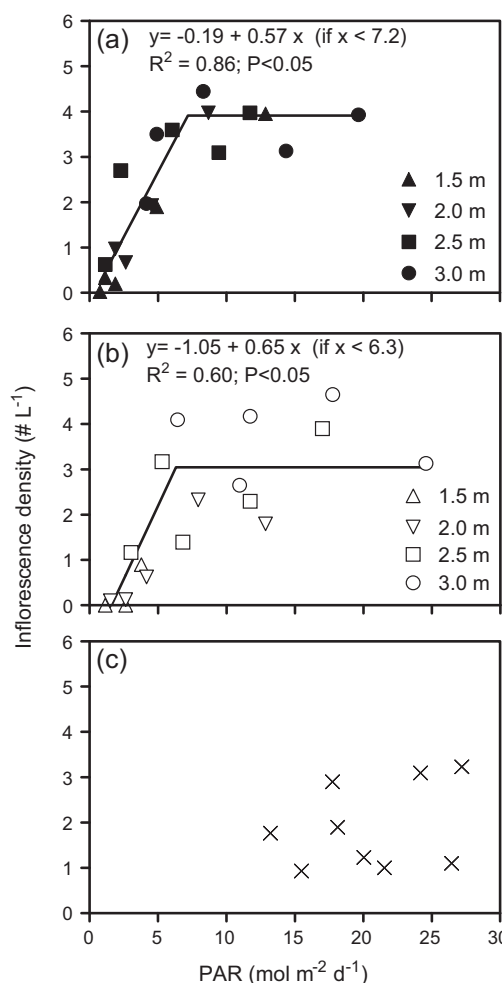 (a)
y= -0.19 + 0.57 x (if x < 7.2)
R² = 0.86; P<0.05
6
5
4
3
2
1
0
1.5 m
2.0 m
2.5 m
3.0 m
(b)
y= -1.05 + 0.65 x (if x < 6.3)
R² = 0.60; P<0.05
6
5
4
3
2
1
0
1.5 m
2.0 m
2.5 m
3.0 m
Inflorescence density (# L⁻¹)
(c)
6
5
4
3
2
1
0
0 5 10 15 20 25 30
PAR (mol m⁻² d⁻¹)